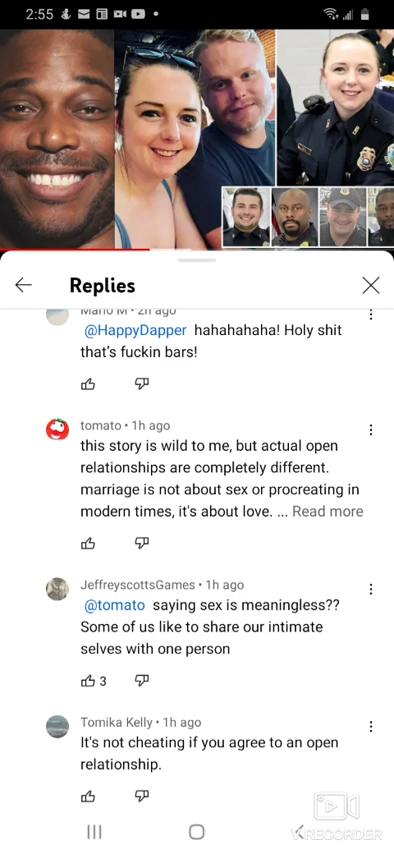 2:55
Replies
Mario M • 2h ago
@HappyDapper hahahahaha! Holy shit
that's fuckin bars!
tomato • 1h ago
this story is wild to me, but actual open
relationships are completely different.
marriage is not about sex or procreating in
modern times, it's about love. ... Read more
JeffreyscottsGames • 1h ago
@tomato saying sex is meaningless??
Some of us like to share our intimate
selves with one person
3
Tomika Kelly • 1h ago
It's not cheating if you agree to an open
relationship.
V RECORDER